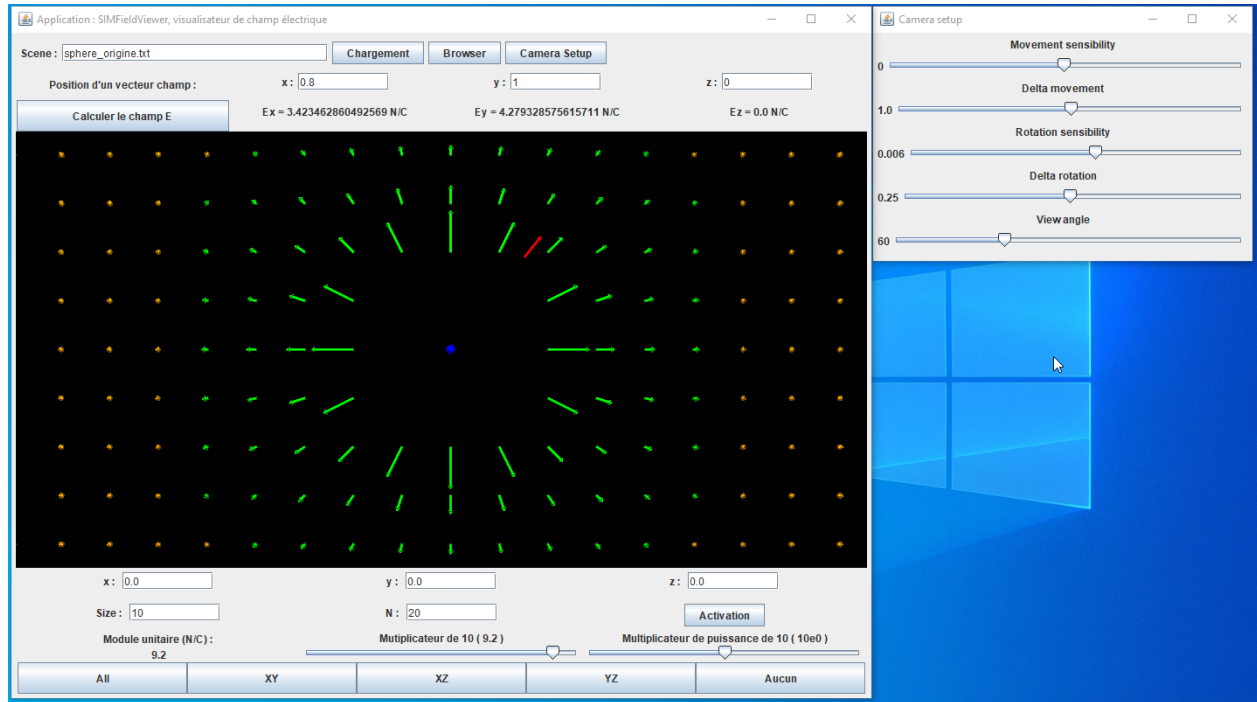 Application : SIMFieldViewer, visualisateur de champ électrique
Scene : sphere_origine.txt Chargement Browser Camera Setup
Position d'un vecteur champ : x : 0.8 y : 1 z : 0
Calculer le champ E Ex = 3.423462860492569 N/C Ey = 4.279328575615711 N/C Ez = 0.0 N/C
x : 0.0 y : 0.0 z : 0.0
Size : 10 N : 20 Activation
Module unitaire (N/C) : Mutiplicateur de 10 ( 9.2 ) Multiplicateur de puissance de 10 ( 10e0 )
9.2
All XY XZ YZ Aucun
Camera setup
Movement sensibility
0
Delta movement
1.0
Rotation sensibility
0.006
Delta rotation
0.25
View angle
60